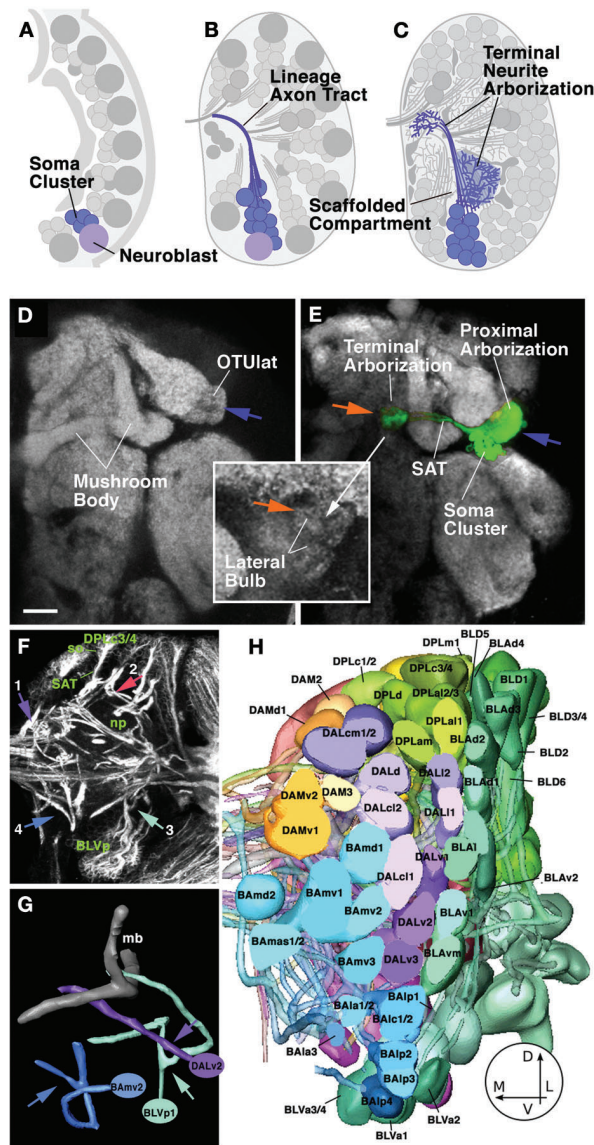 A
B
C
Lineage
Axon Tract
Terminal
Neurite
Arborization
Soma
Cluster
Neuroblast
Scaffolded
Compartment
D
OTUlat
Mushroom
Body
Lateral
Bulb
E
Terminal
Arborization
Proximal
Arborization
SAT
Soma
Cluster
F
DPLc3/4
so
SAT
1
2
np
4
3
BLVp
G
mb
DALv2
BAmv2
BLVp1
H
DPLm1
BLD5
BLAd4
DPLc1/2
DPLc3/4
BLD1
DAM2
DPLd
DPLal2/3
BLAd3
DAMd1
BLD3/4
DALcm1/2
DPLam
DPLal1
BLAd2
BLD2
DALd
DALl2
BLAd1
BLD6
DAMv2
DAM3
DALcl2
DALl1
DAMv1
BAmd1
BLAl
DALcl1
DALv1
BLAv2
BAmd2
BAmv1
BAmv2
DALv2
BLAv1
BAmas1/2
BAmv3
DALv3
BLAvm
BAla1/2
BAlp1
BAlc1/2
BAla3
BAlp2
BAlp3
BLVa3/4
BAlp4
BLVa2
BLVa1
D
M
L
V